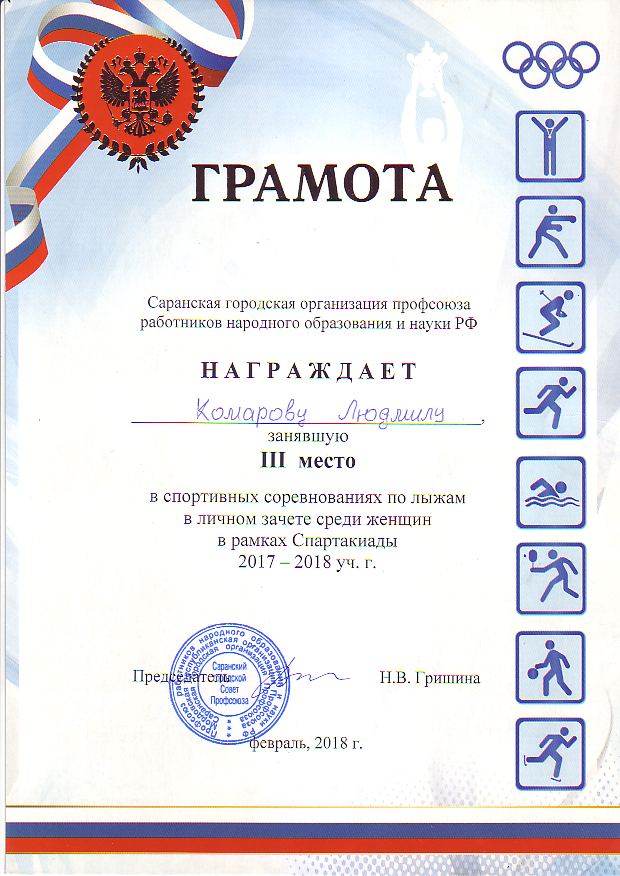 ГРАМОТА
Саранская городская организация профсоюза
работников народного образования и науки РФ
НАГРАЖДАЕТ
Комарову Людмилу,
занявшую
III место
в спортивных соревнованиях по лыжам
в личном зачете среди женщин
в рамках Спартакиады
2017 – 2018 уч. г.
Саранский
городской
Совет
Профсоюза
Председатель Н.В. Гришина
февраль, 2018 г.